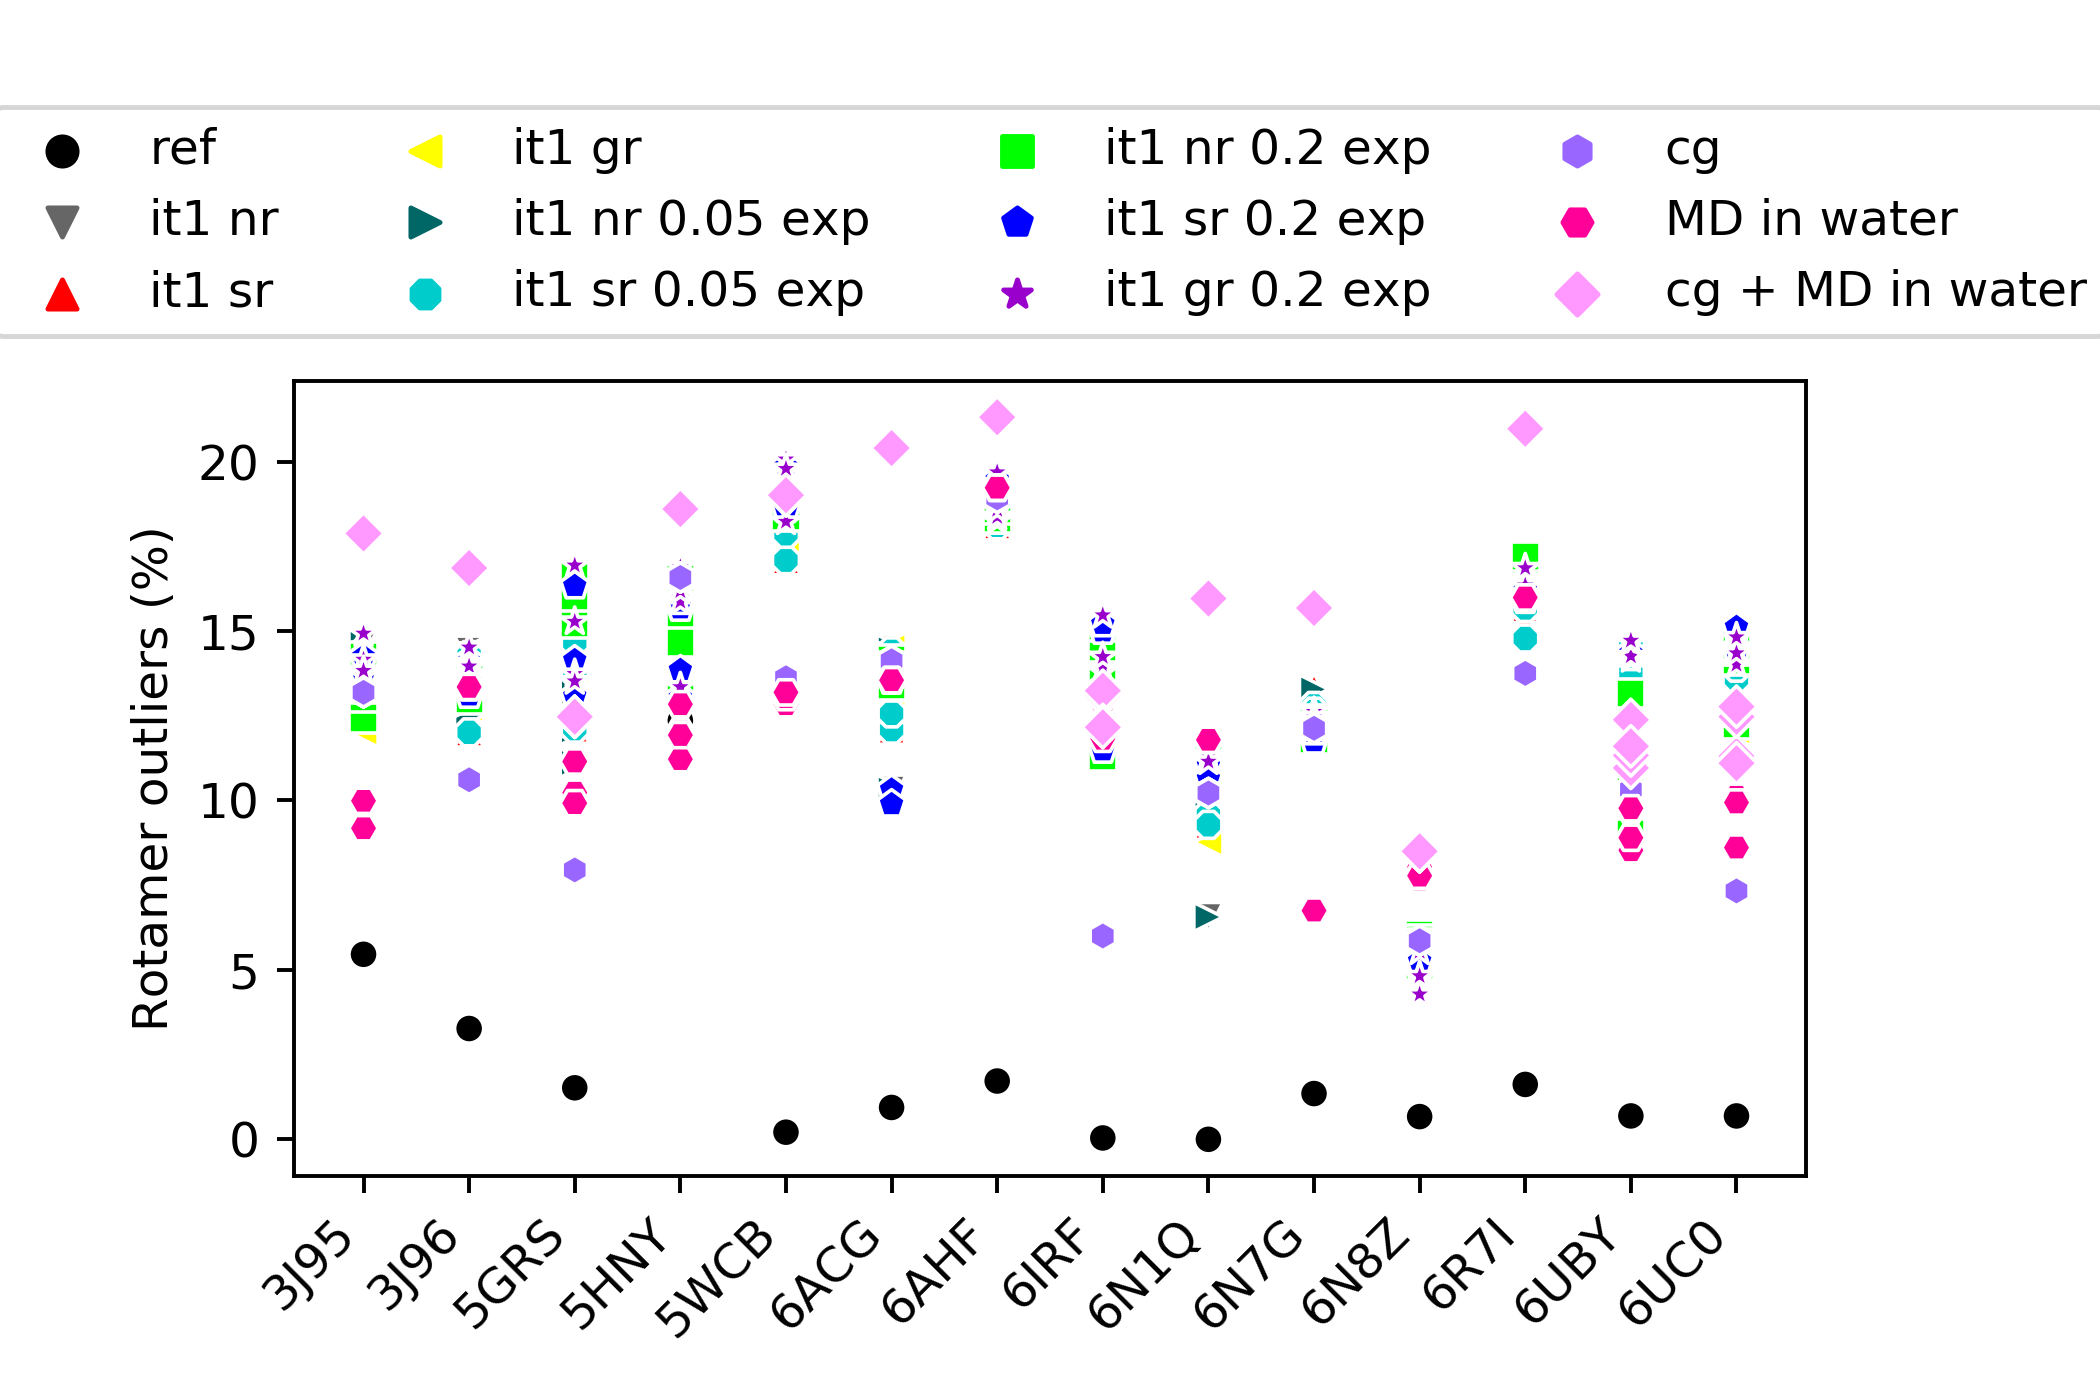 ref
it1 nr
it1 sr
it1 gr
it1 nr 0.05 exp
it1 sr 0.05 exp
it1 nr 0.2 exp
it1 sr 0.2 exp
it1 gr 0.2 exp
cg
MD in water
cg + MD in water
Rotamer outliers (%)
20
15
10
5
0
3J95
3J96
5GRS
5HNY
5WCB
6ACG
6AHF
6IRF
6N1Q
6N7G
6N8Z
6R7I
6UBY
6UC0